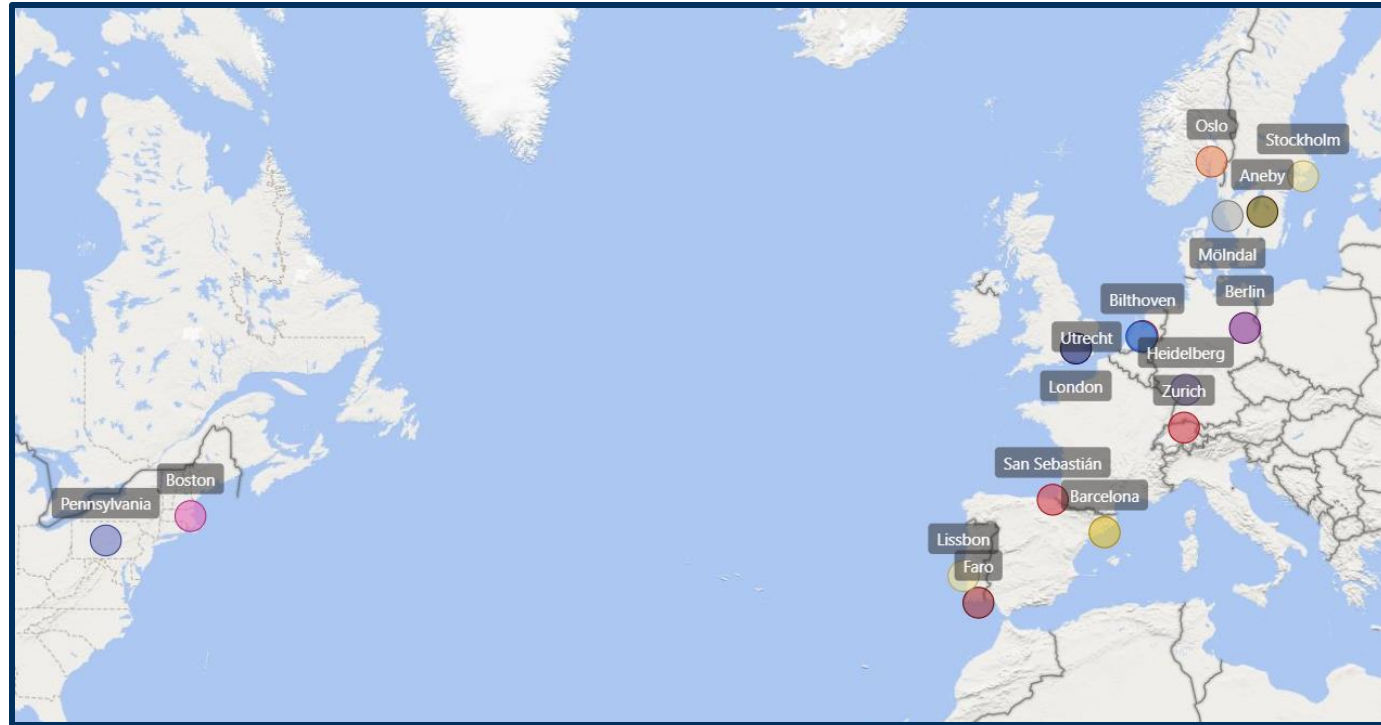 Oslo
Stockholm
Aneby
Mölndal
Bilthoven
Berlin
Utrecht
Heidelberg
London
Zurich
San Sebastián
Barcelona
Boston
Pennsylvania
Lissbon
Faro